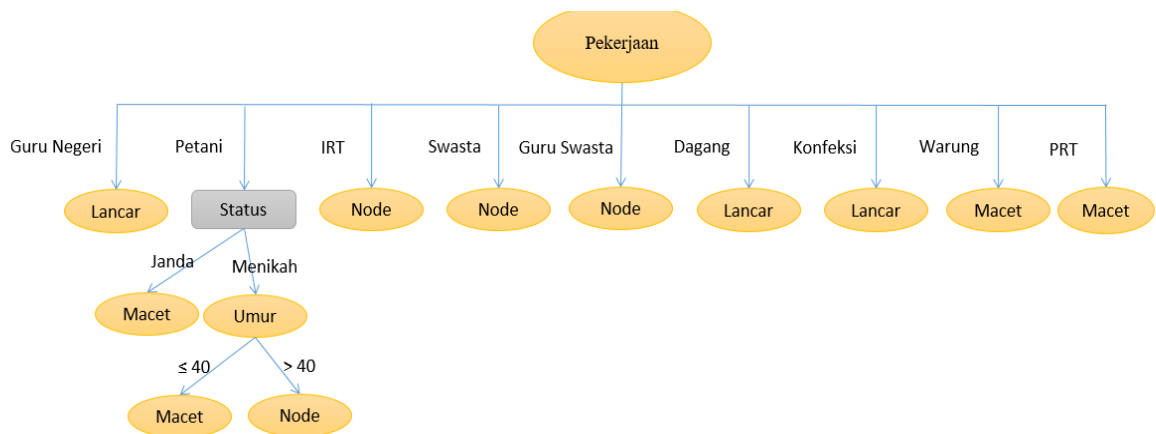 Pekerjaan
Guru Negeri
Petani
IRT
Swasta
Guru Swasta
Dagang
Konfeksi
Warung
PRT
Lancar
Status
Node
Node
Node
Lancar
Lancar
Macet
Macet
Janda
Menikah
Macet
Umur
≤ 40
> 40
Macet
Node